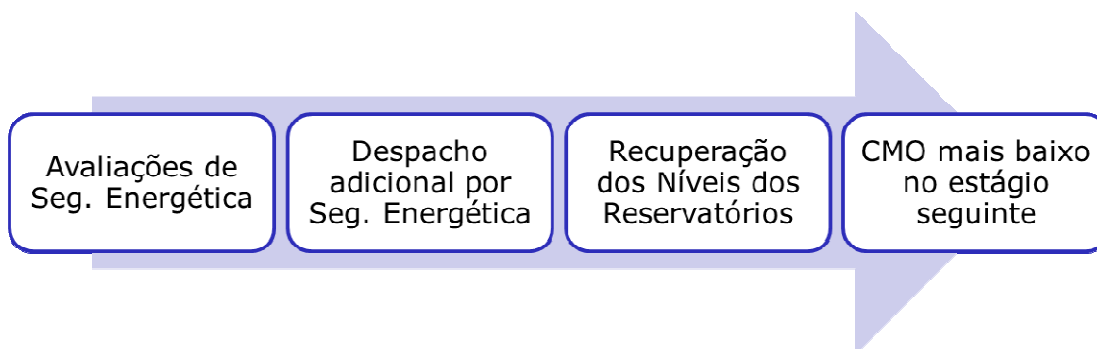 Avaliações de
Seg. Energética
Despacho
adicional por
Seg. Energética
Recuperação
dos Níveis dos
Reservatórios
CMO mais baixo
no estágio
seguinte